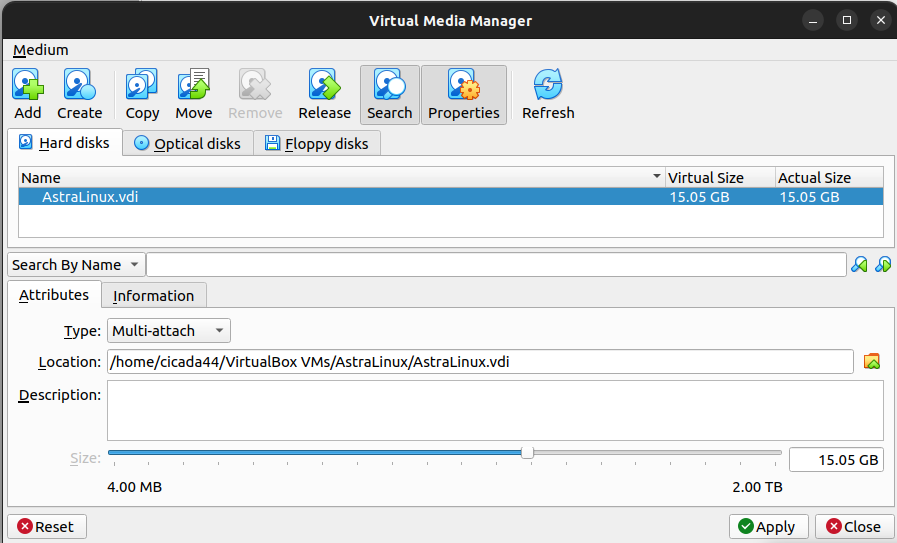 Virtual Media Manager
Medium
Add Create Copy Move Remove Release Search Properties Refresh
Hard disks Optical disks Floppy disks
Name Virtual Size Actual Size
AstraLinux.vdi 15.05 GB 15.05 GB
Search By Name
Attributes Information
Type: Multi-attach
Location: /home/cicada44/VirtualBox VMs/AstraLinux/AstraLinux.vdi
Description:
Size: 15.05 GB
4.00 MB 2.00 TB
Reset Apply Close